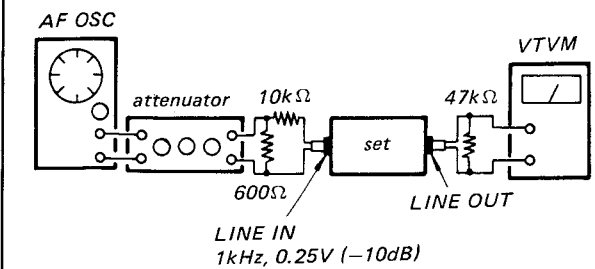 AF OSC
VTVM
attenuator
10kΩ
47kΩ
set
600Ω
LINE OUT
LINE IN
1kHz, 0.25V (−10dB)